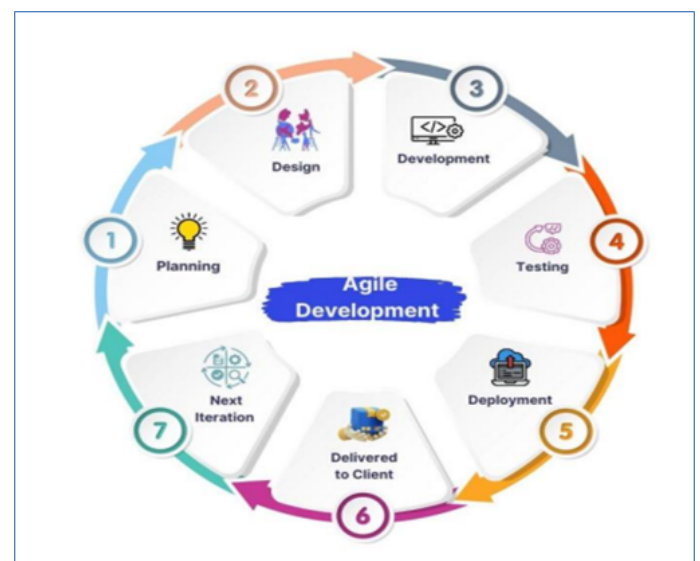 2
3
Design
Development
</>
1
4
Planning
Testing
Agile
Development
Next
Iteration
Deployment
7
Delivered
to Client
5
6